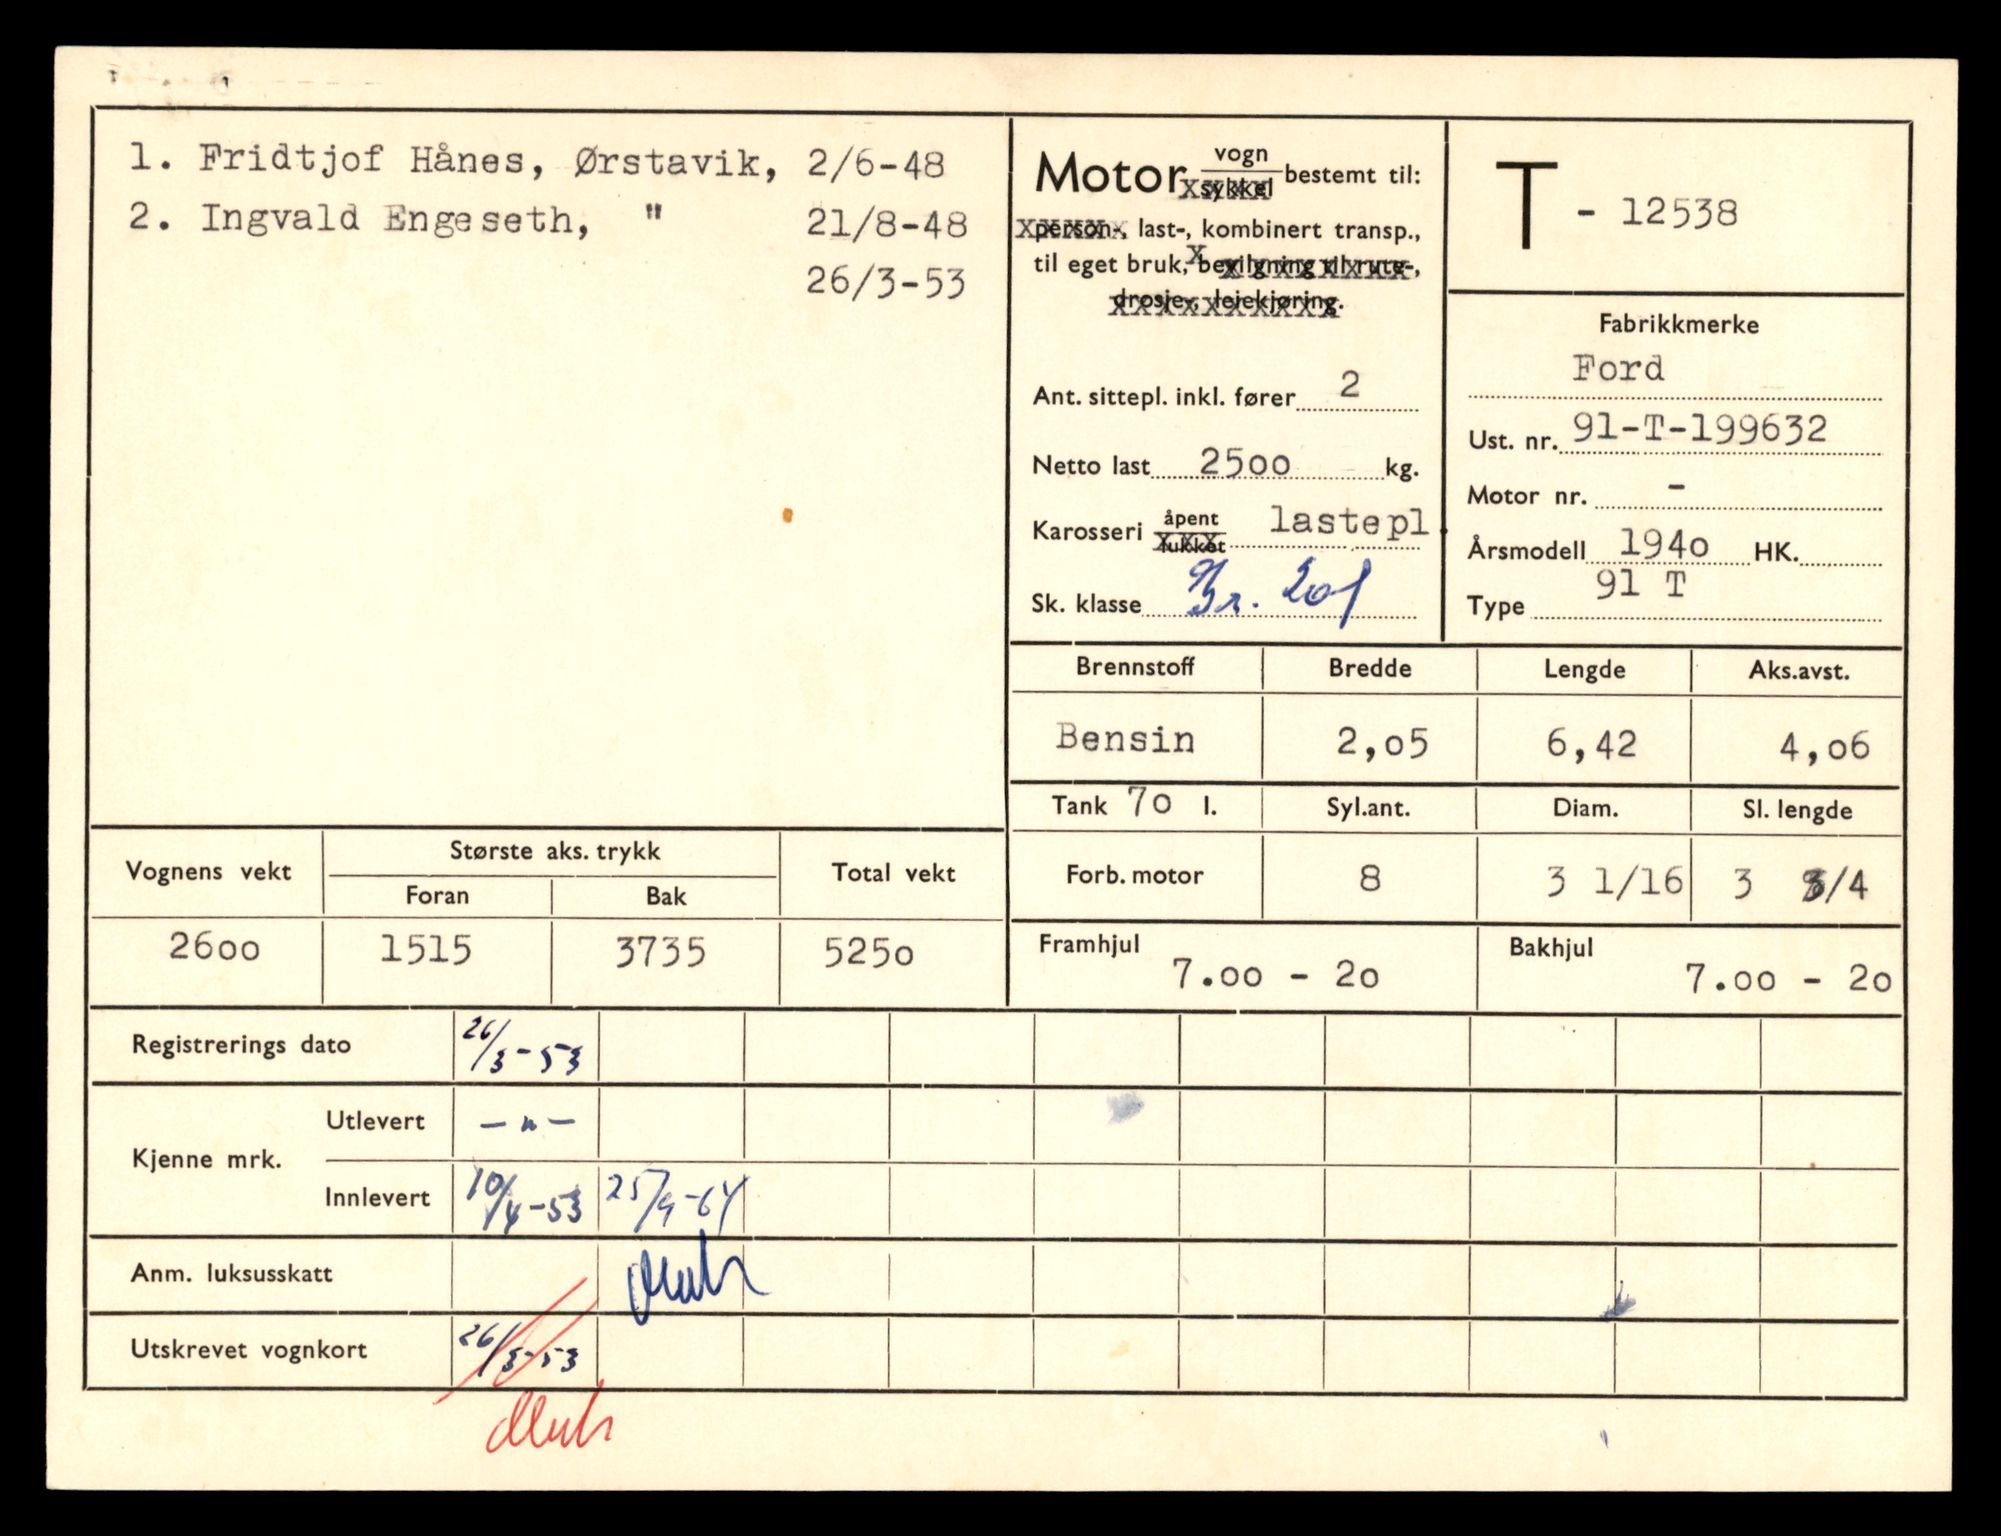 1. Fridtjof Hånes, Ørstavik, 2/6-48
2. Ingvald Engeseth, " 21/8-48
26/3-53
Motor vogn sykkel bestemt til:
person-, last-, kombinert transp.,
til eget bruk, bevilgning til rute-,
drosje-, leiekjøring.
Ant. sittepl. inkl. fører 2
Netto last 2500 kg.
Karosseri åpent lukket lastepl.
Sk. klasse Br. 201
T - 12538
Fabrikkmerke
Ford
Ust. nr. 91-T-199632
Motor nr. -
Årsmodell 1940 HK.
Type 91 T
Brennstoff Bredde Lengde Aks.avst.
Bensin 2,05 6,42 4,06
Tank 70 l. Syl.ant. Diam. Sl. lengde
Forb. motor 8 3 1/16 3 3/4
Framhjul 7.00 - 20 Bakhjul 7.00 - 20
Vognens vekt Største aks. trykk Total vekt
Foran Bak
2600 1515 3735 5250
Registrerings dato 26/3-53
Kjenne mrk. Utlevert - " -
Innlevert 10/4-53 25/9-64
Anm. luksusskatt
Utskrevet vognkort 26/3-53